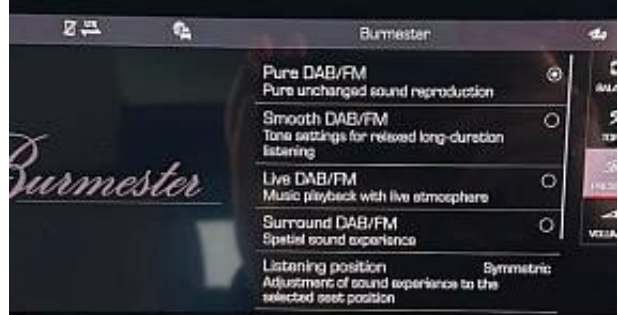 LTE
Burmester
Burmester
Pure DAB/FM
Pure unchanged sound reproduction
Smooth DAB/FM
Tone settings for relaxed long-duration
listening
Live DAB/FM
Music playback with live atmosphere
Surround DAB/FM
Spatial sound experience
Listening position Symmetric
Adjustment of sound experience to the
selected seat position